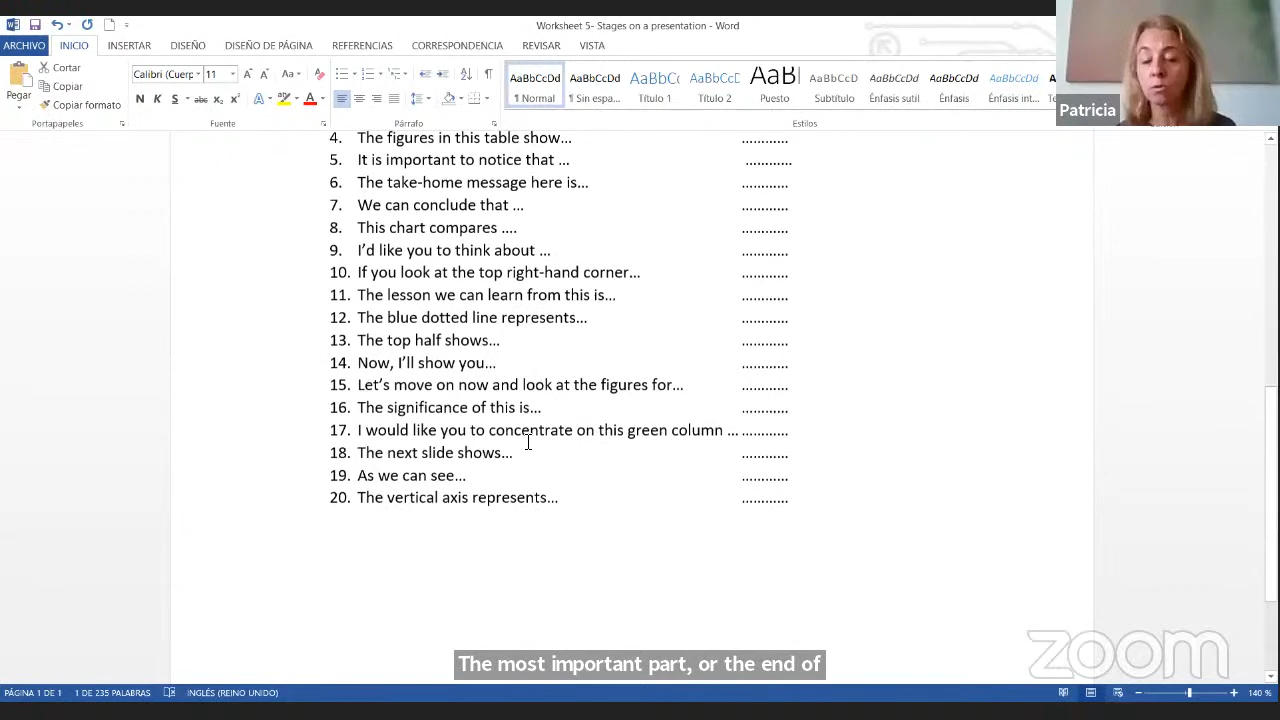 Worksheet 5- Stages on a presentation - Word
ARCHIVO INICIO INSERTAR DISEÑO DISEÑO DE PÁGINA REFERENCIAS CORRESPONDENCIA REVISAR VISTA
Pegar
Cortar
Copiar
Copiar formato
Portapapeles
Calibri (Cuerp 11
Fuente
Párrafo
AaBbCcDd AaBbCcDd AaBbC( AaBbCcC AaB AaBbCcD AaBbCcDd AaBbCcDd AaBbCcDd
¶ Normal ¶ Sin espa... Título 1 Título 2 Puesto Subtítulo Énfasis sutil Énfasis Énfasis int...
Estilos
Patricia
4. The figures in this table show... ............
5. It is important to notice that ... ............
6. The take-home message here is... ............
7. We can conclude that ... ............
8. This chart compares .... ............
9. I’d like you to think about ... ............
10. If you look at the top right-hand corner... ............
11. The lesson we can learn from this is... ............
12. The blue dotted line represents... ............
13. The top half shows... ............
14. Now, I’ll show you... ............
15. Let’s move on now and look at the figures for... ............
16. The significance of this is... ............
17. I would like you to concentrate on this green column ... ............
18. The next slide shows... ............
19. As we can see... ............
20. The vertical axis represents... ............
The most important part, or the end of
zoom
PÁGINA 1 DE 1 1 DE 235 PALABRAS INGLÉS (REINO UNIDO) 140 %